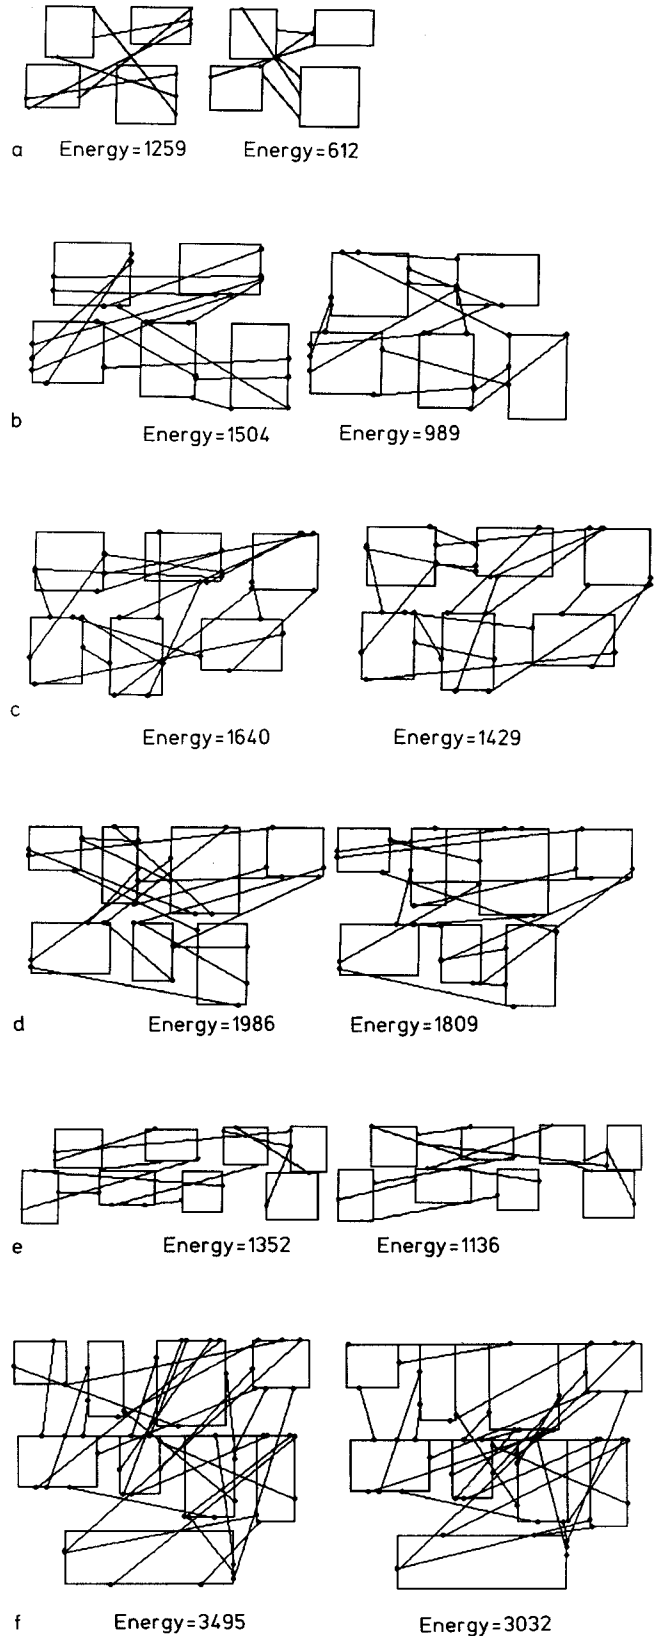 a Energy=1259 Energy=612
b Energy=1504 Energy=989
c Energy=1640 Energy=1429
d Energy=1986 Energy=1809
e Energy=1352 Energy=1136
f Energy=3495 Energy=3032